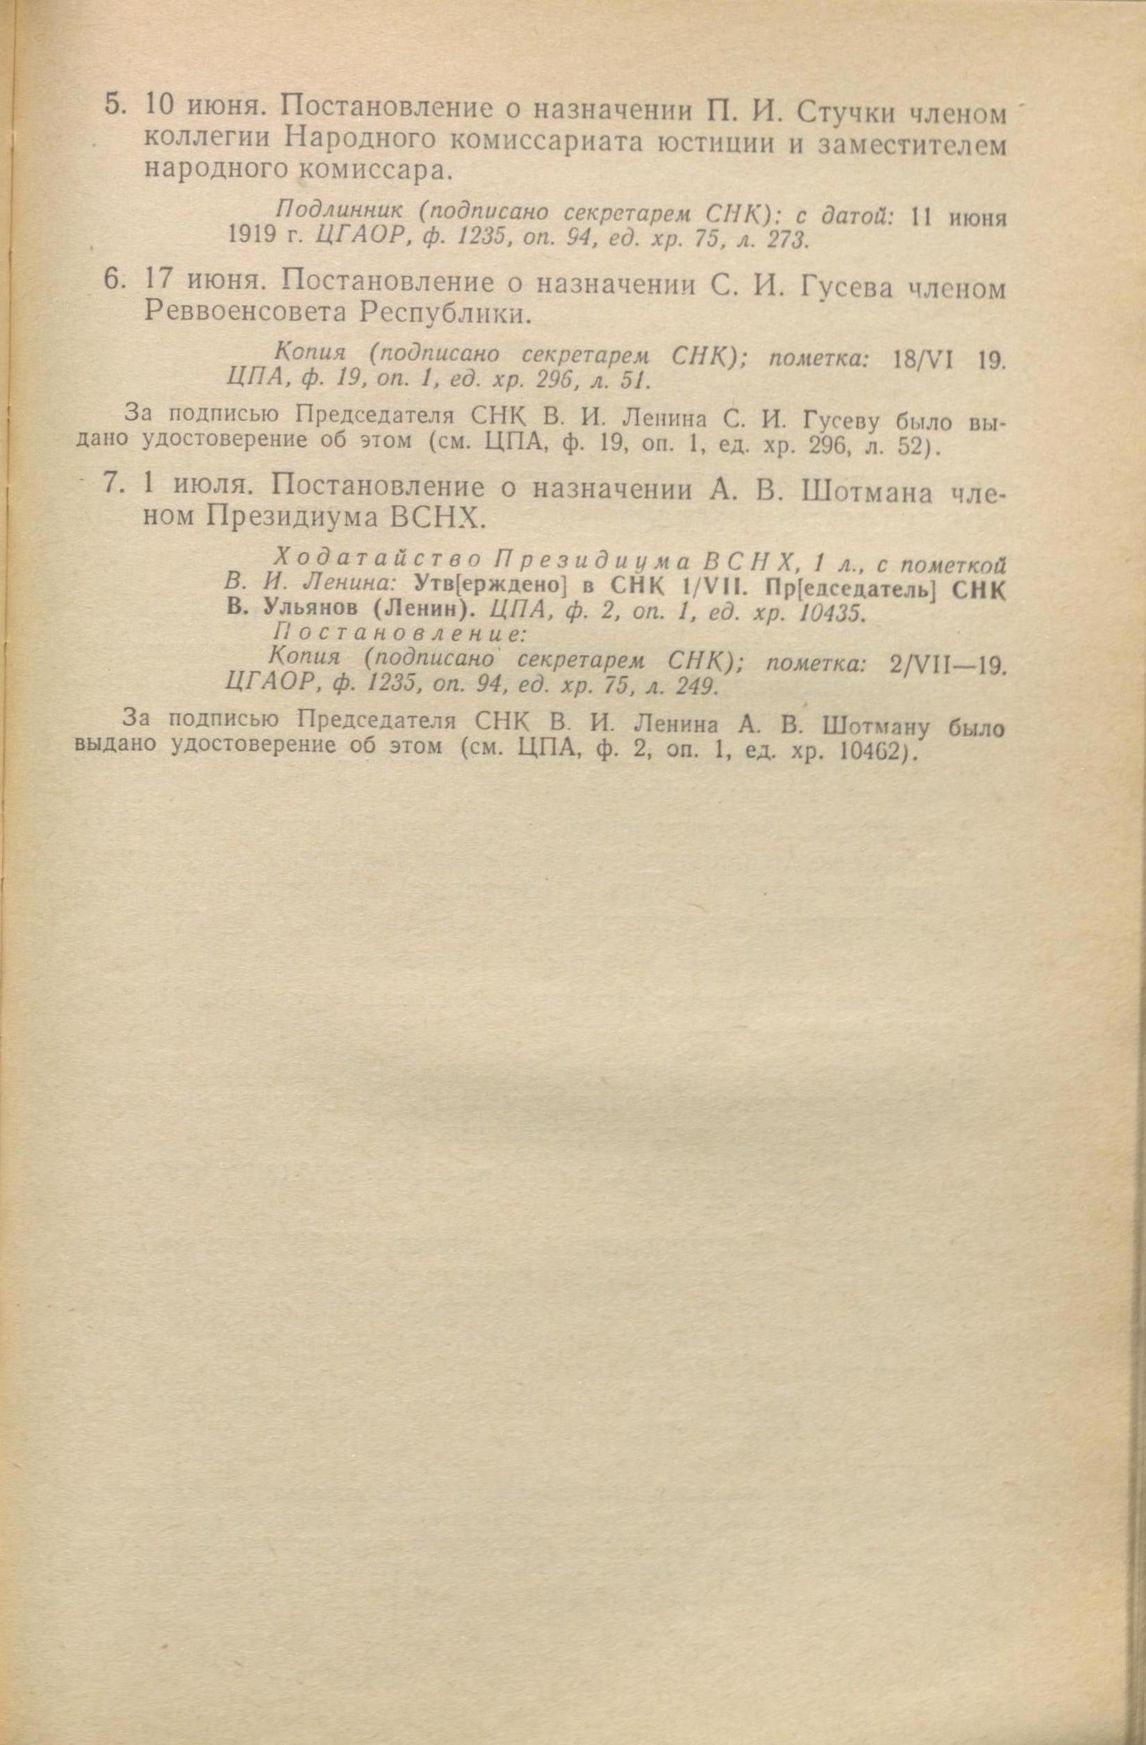 5. 10 июня. Постановление о назначении П. И. Стучки членом
коллегии Народного комиссариата юстиции и заместителем
народного комиссара.
Подлинник (подписано секретарем СНК): с датой: 11 июня
1919 г. ЦГАОР, ф. 1235, оп. 94, ед. хр. 75, л. 273.
6. 17 июня. Постановление о назначении С. И. Гусева членом
Реввоенсовета Республики.
Копия (подписано секретарем СНК); пометка: 18/VI 19.
ЦПА, ф. 19, оп. 1, ед. хр. 296, л. 51.
За подписью Председателя СНК В. И. Ленина С. И. Гусеву было вы-
дано удостоверение об этом (см. ЦПА, ф. 19, оп. 1, ед. хр. 296, л. 52).
7. 1 июля. Постановление о назначении А. В. Шотмана чле-
ном Президиума ВСНХ.
Ходатайство Президиума ВСНХ, 1 л., с пометкой
В. И. Ленина: Утв[ерждено] в СНК 1/VII. Пр[едседатель] СНК
В. Ульянов (Ленин). ЦПА, ф. 2, оп. 1, ед. хр. 10435.
Постановление:
Копия (подписано секретарем СНК); пометка: 2/VII—19.
ЦГАОР, ф. 1235, оп. 94, ед. хр. 75, л. 249.
За подписью Председателя СНК В. И. Ленина А. В. Шотману было
выдано удостоверение об этом (см. ЦПА, ф. 2, оп. 1, ед. хр. 10462).